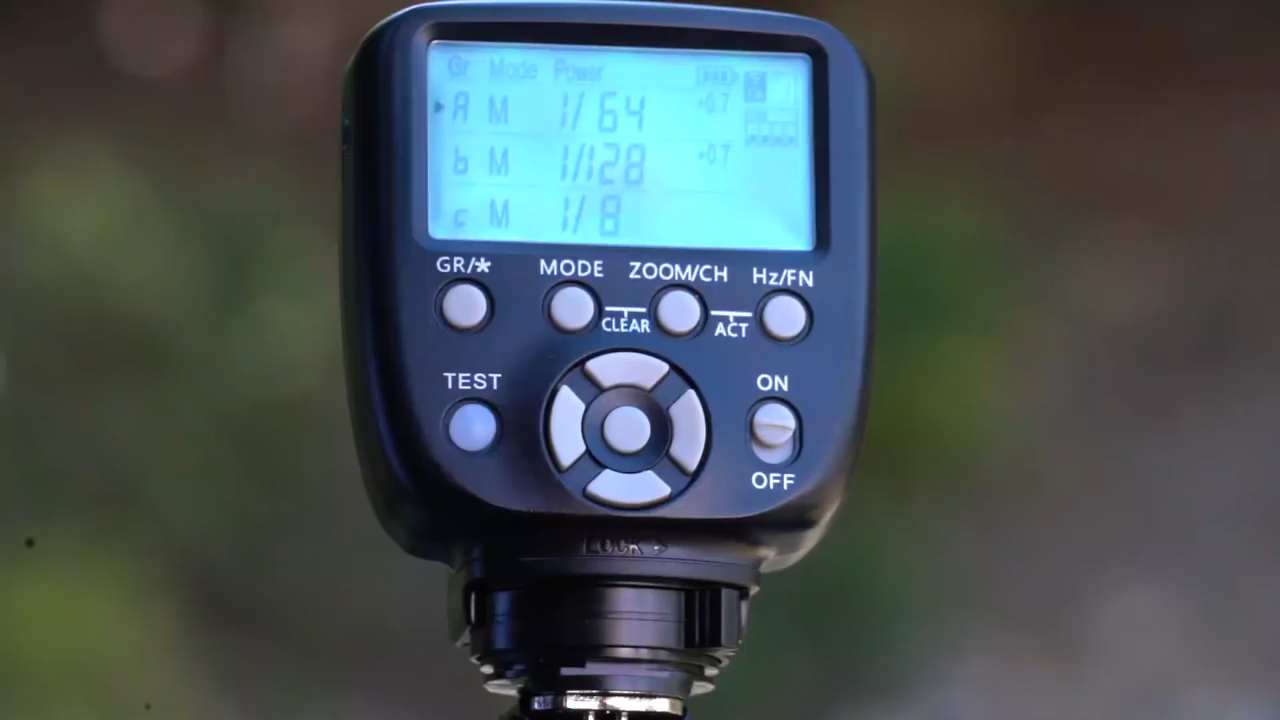 Gr Mode Power
A M 1/64 +0.7
b M 1/128 +0.7
c M 1/8
GR/* MODE ZOOM/CH Hz/FN
CLEAR ACT
TEST ON
OFF
LOCK >